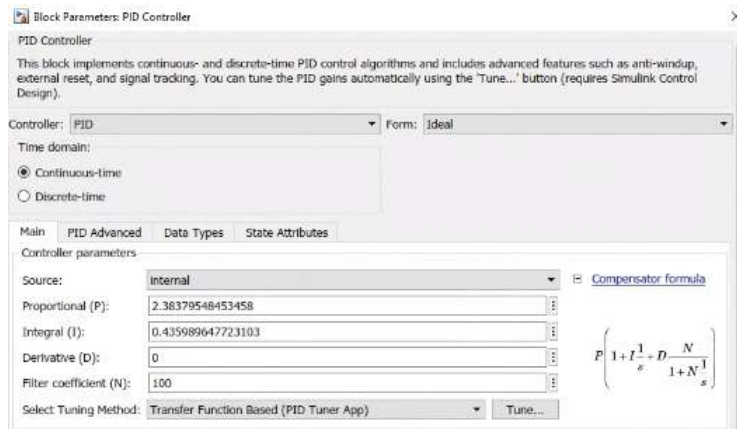 Block Parameters: PID Controller
PID Controller
This block implements continuous- and discrete-time PID control algorithms and includes advanced features such as anti-windup,
external reset, and signal tracking. You can tune the PID gains automatically using the 'Tune...' button (requires Simulink Control
Design).
Controller: PID Form: Ideal
Time domain:
Continuous-time
Discrete-time
Main PID Advanced Data Types State Attributes
Controller parameters
Source: internal Compensator formula
Proportional (P): 2.38379548453458
Integral (I): 0.435989647723103
Derivative (D): 0
Filter coefficient (N): 100
P(1+I 1/s +D N/(1+N 1/s))
Select Tuning Method: Transfer Function Based (PID Tuner App) Tune...